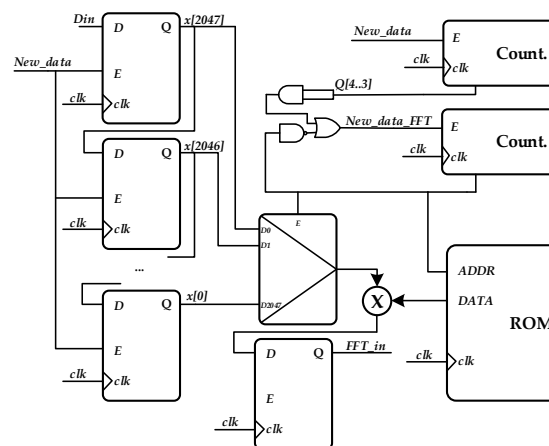 Din
D
Q
x[2047]
New_data
E
clk
clk
D
Q
x[2046]
E
clk
clk
...
D
Q
x[0]
E
clk
clk
New_data
E
Count.
clk
clk
Q[4..3]
New_data_FFT
E
Count.
clk
clk
E
D0
D1
D2047
X
ADDR
DATA
ROM
clk
clk
D
Q
FFT_in
E
clk
clk